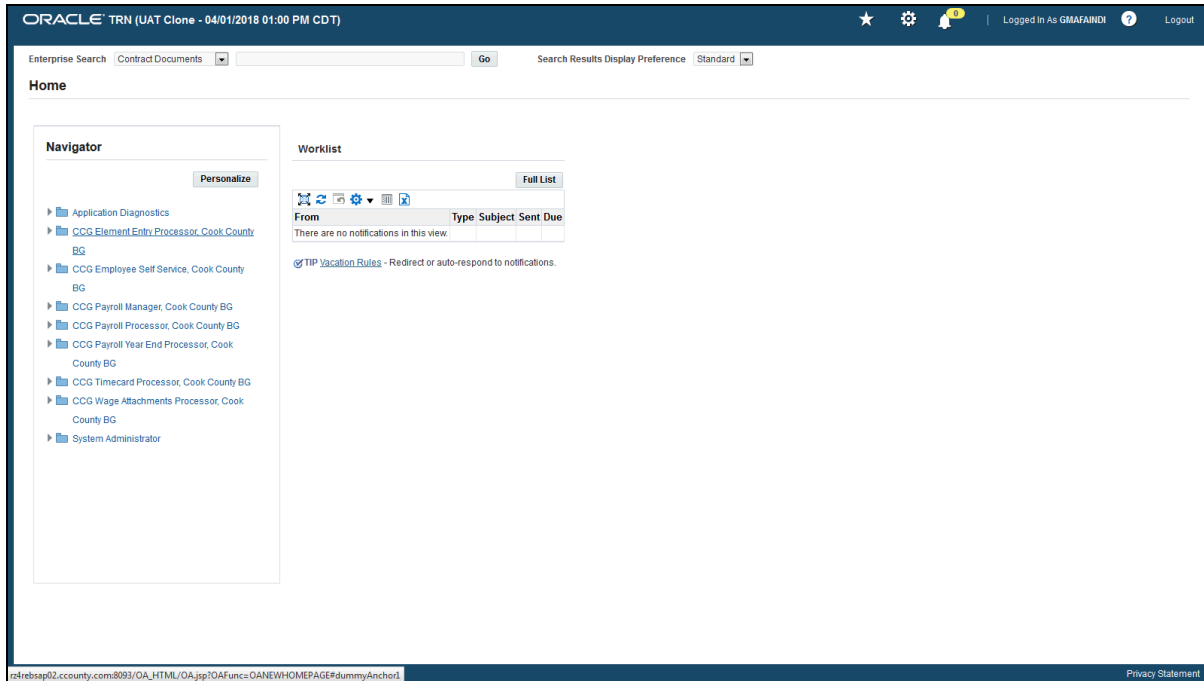 ORACLE® TRN (UAT Clone - 04/01/2018 01:00 PM CDT)
0
Logged In As GMAFAINDI
?
Logout
Enterprise Search Contract Documents Go Search Results Display Preference Standard
Home
Navigator
Personalize
Application Diagnostics
CCG Element Entry Processor, Cook County
BG
CCG Employee Self Service, Cook County
BG
CCG Payroll Manager, Cook County BG
CCG Payroll Processor, Cook County BG
CCG Payroll Year End Processor, Cook
County BG
CCG Timecard Processor, Cook County BG
CCG Wage Attachments Processor, Cook
County BG
System Administrator
Worklist
Full List
From Type Subject Sent Due
There are no notifications in this view.
TIP Vacation Rules - Redirect or auto-respond to notifications.
rz4rebsap02.ccounty.com:8093/OA_HTML/OA.jsp?OAFunc=OANEWHOMEPAGE#dummyAnchor1
Privacy Statement